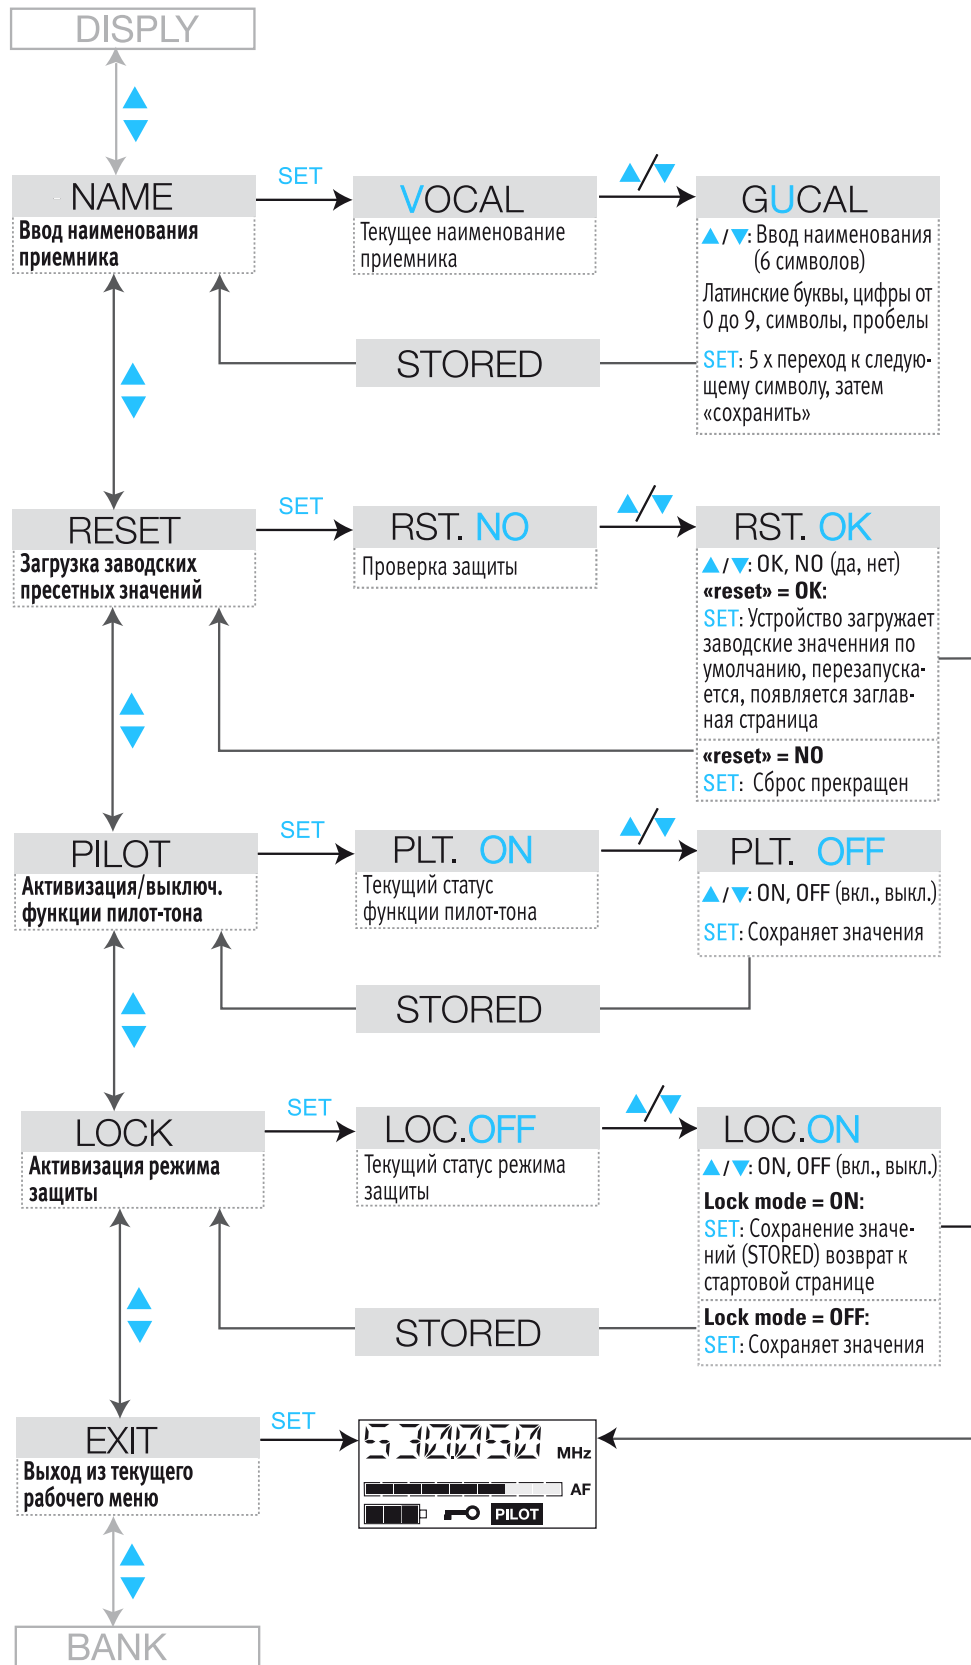 DISPLY
NAME
Ввод наименования
приемника
SET
VOCAL
Текущее наименование
приемника
GUCAL
/ : Ввод наименования
(6 символов)
Латинские буквы, цифры от
0 до 9, символы, пробелы
SET: 5 x переход к следую-
щему символу, затем
«сохранить»
STORED
RESET
Загрузка заводских
пресетных значений
SET
RST. NO
Проверка защиты
RST. OK
/ : OK, NO (да, нет)
«reset» = OK:
SET: Устройство загружает
заводские значенния по
умолчанию, перезапуска-
ется, появляется заглав-
ная страница
«reset» = NO
SET: Сброс прекращен
PILOT
Активизация/выключ.
функции пилот-тона
SET
PLT. ON
Текущий статус
функции пилот-тона
PLT. OFF
/ : ON, OFF (вкл., выкл.)
SET: Сохраняет значения
STORED
LOCK
Активизация режима
защиты
SET
LOC.OFF
Текущий статус режима
защиты
LOC.ON
/ : ON, OFF (вкл., выкл.)
Lock mode = ON:
SET: Сохранение значе-
ний (STORED) возврат к
стартовой странице
Lock mode = OFF:
SET: Сохраняет значения
STORED
EXIT
Выход из текущего
рабочего меню
SET
530.050 MHz
AF
PILOT
BANK